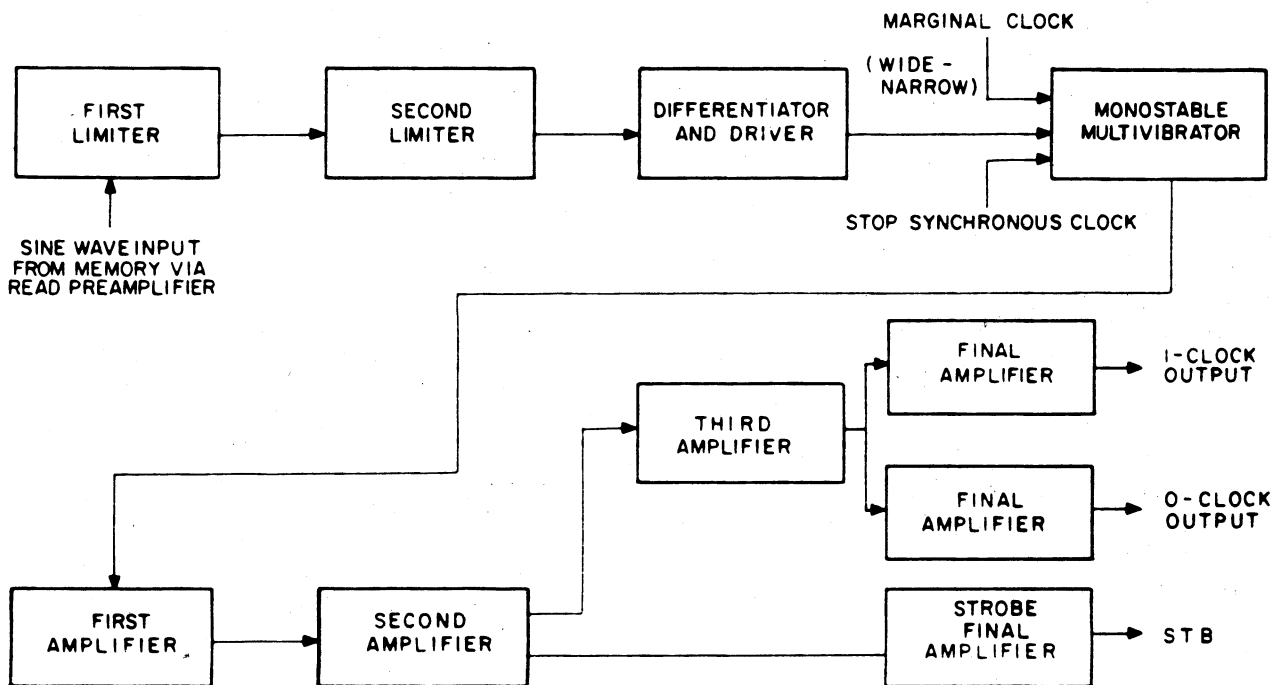 MARGINAL CLOCK
(WIDE-
NARROW)
FIRST
LIMITER
SECOND
LIMITER
DIFFERENTIATOR
AND DRIVER
MONOSTABLE
MULTIVIBRATOR
STOP SYNCHRONOUS CLOCK
SINE WAVE INPUT
FROM MEMORY VIA
READ PREAMPLIFIER
FINAL
AMPLIFIER
1-CLOCK
OUTPUT
THIRD
AMPLIFIER
FINAL
AMPLIFIER
0-CLOCK
OUTPUT
FIRST
AMPLIFIER
SECOND
AMPLIFIER
STROBE
FINAL
AMPLIFIER
STB